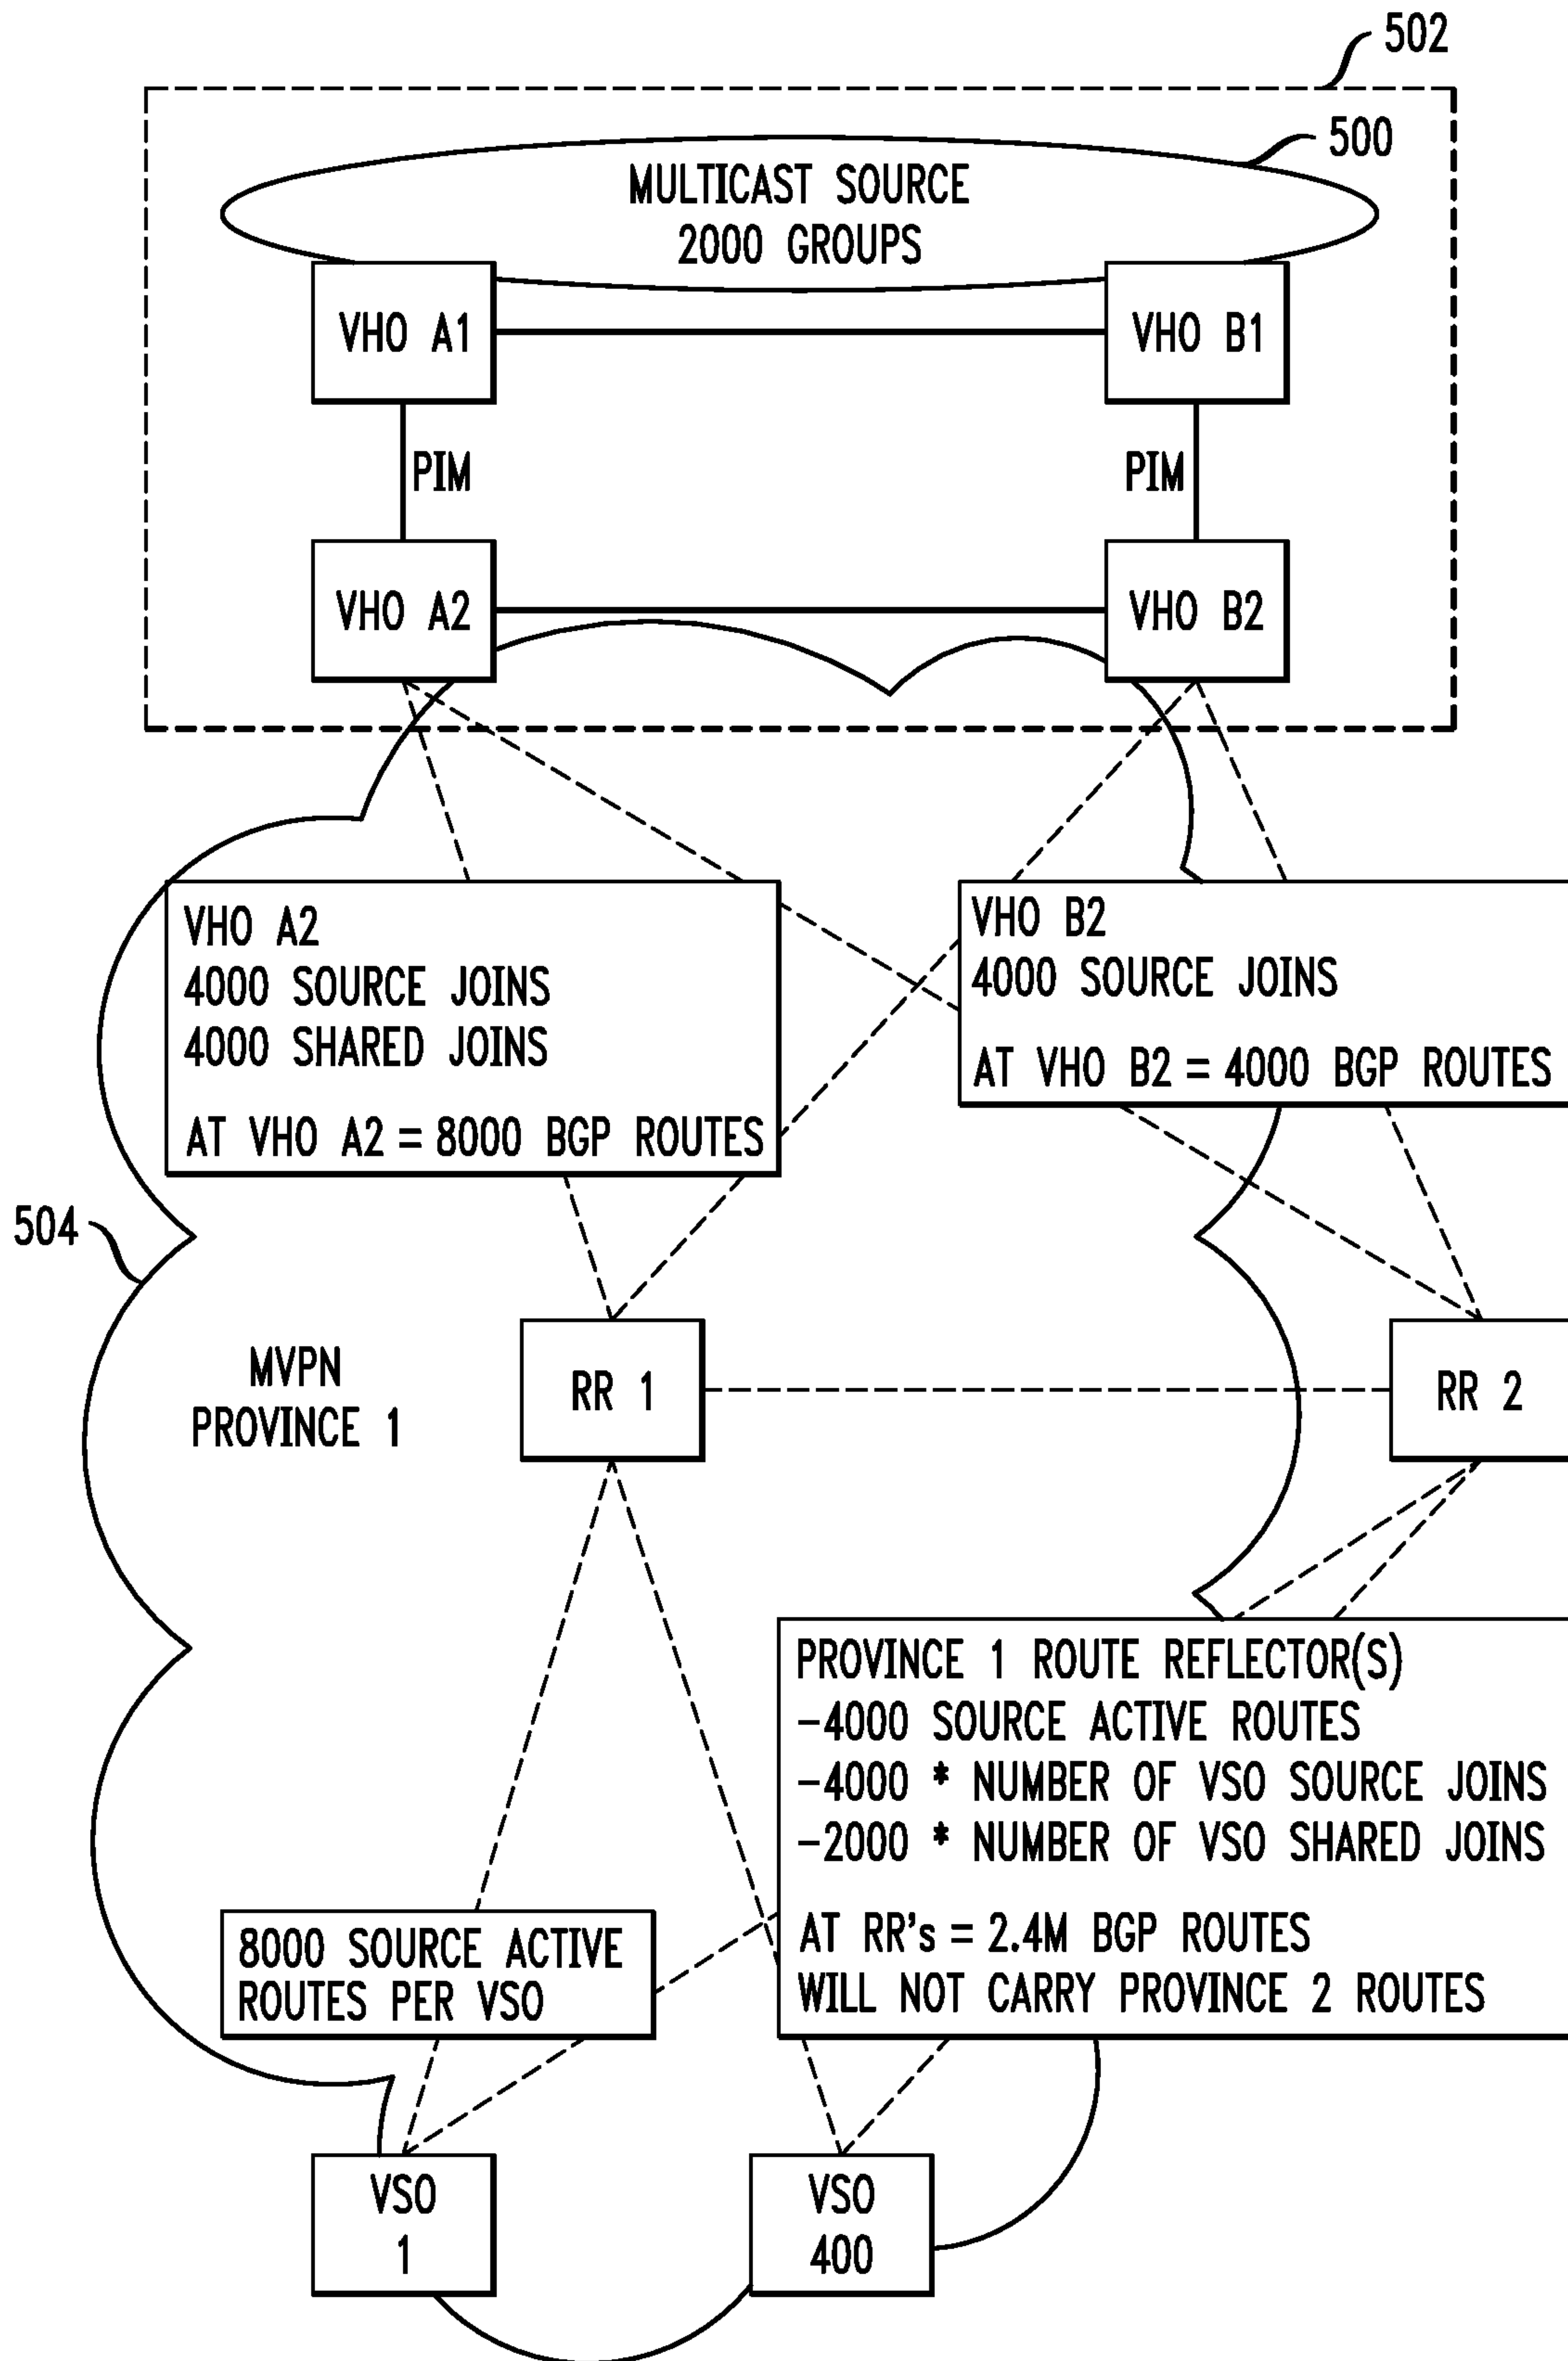 502
500
MULTICAST SOURCE
2000 GROUPS
VHO A1
VHO B1
PIM
PIM
VHO A2
VHO B2
VHO A2
4000 SOURCE JOINS
4000 SHARED JOINS
AT VHO A2 = 8000 BGP ROUTES
VHO B2
4000 SOURCE JOINS
AT VHO B2 = 4000 BGP ROUTES
504
MVPN
PROVINCE 1
RR 1
RR 2
PROVINCE 1 ROUTE REFLECTOR(S)
-4000 SOURCE ACTIVE ROUTES
-4000 * NUMBER OF VSO SOURCE JOINS
-2000 * NUMBER OF VSO SHARED JOINS
AT RR's = 2.4M BGP ROUTES
WILL NOT CARRY PROVINCE 2 ROUTES
8000 SOURCE ACTIVE
ROUTES PER VSO
VSO
1
VSO
400